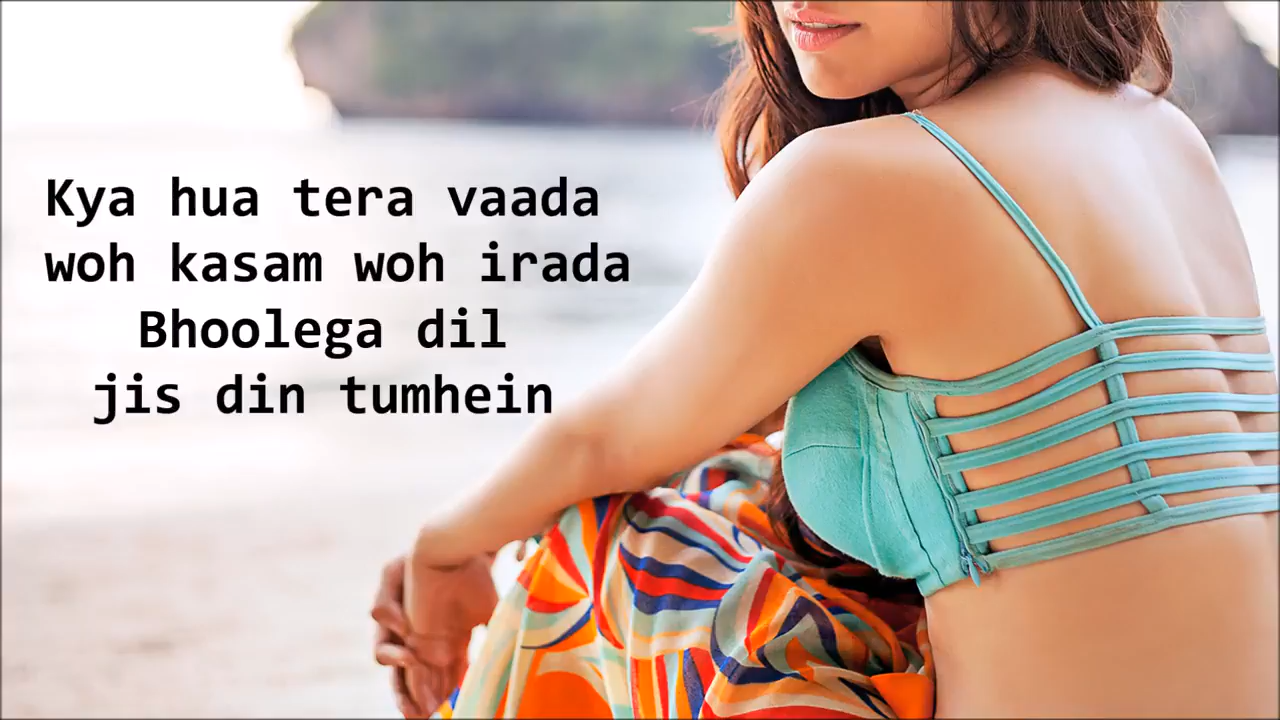 Kya hua tera vaada
woh kasam woh irada
Bhoolega dil
jis din tumhein